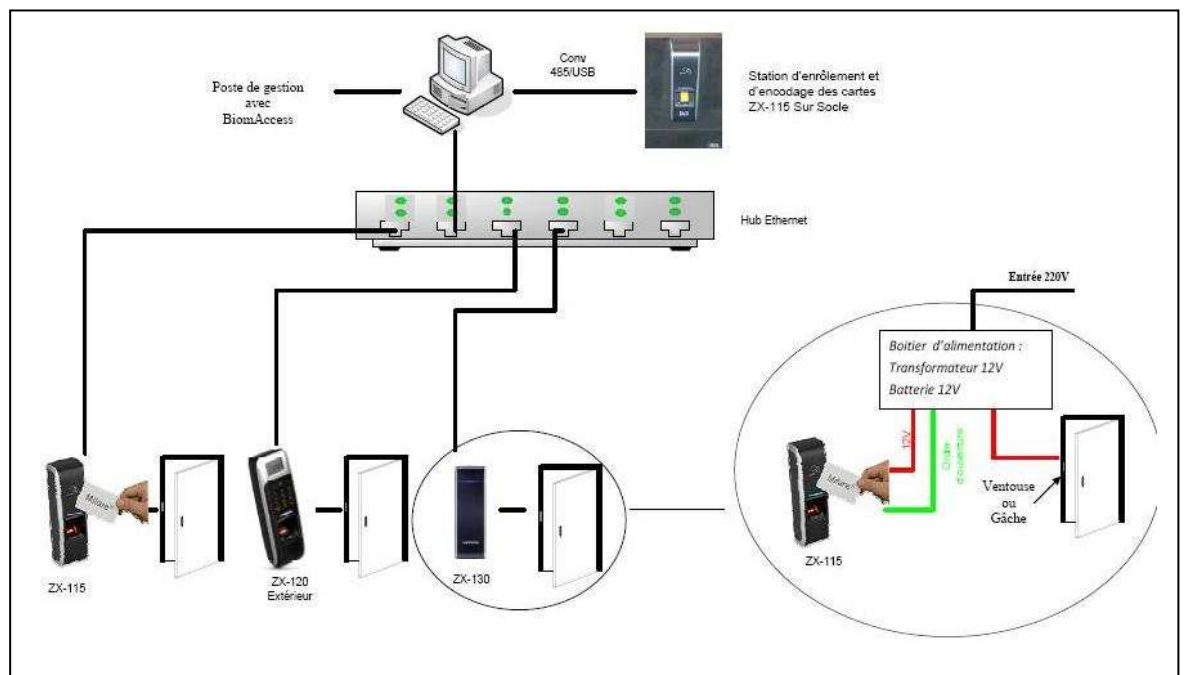 Conv
485/USB
Poste de gestion
avec
BiomAccess
Station d'enrôlement et
d'encodage des cartes
ZX-115 Sur Socle
Hub Ethernet
Entrée 220V
Boitier d'alimentation :
Transformateur 12V
Batterie 12V
12V
Ordre
d'ouverture
Ventouse
ou
Gâche
Mifare
ZX-115
Mifare
ZX-115
ZX-120
Extérieur
ZX-130